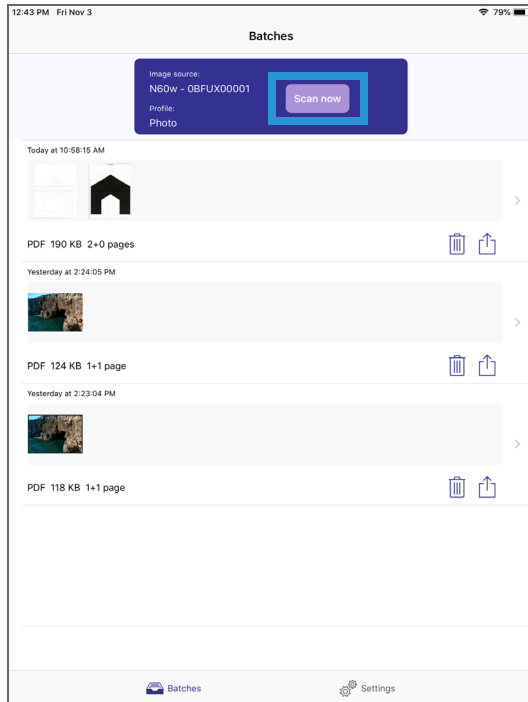 12:43 PM Fri Nov 3 79%
Batches
Image source:
N60w - 0BFUX00001
Scan now
Profile:
Photo
Today at 10:58:15 AM
PDF 190 KB 2+0 pages
Yesterday at 2:24:05 PM
PDF 124 KB 1+1 page
Yesterday at 2:23:04 PM
PDF 118 KB 1+1 page
Batches Settings